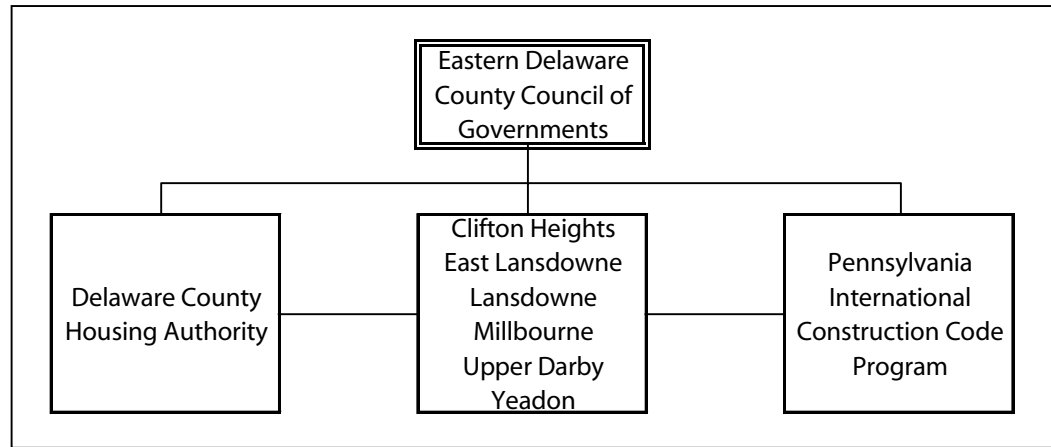 Eastern Delaware
County Council of
Governments
Delaware County
Housing Authority
Clifton Heights
East Lansdowne
Lansdowne
Millbourne
Upper Darby
Yeadon
Pennsylvania
International
Construction Code
Program